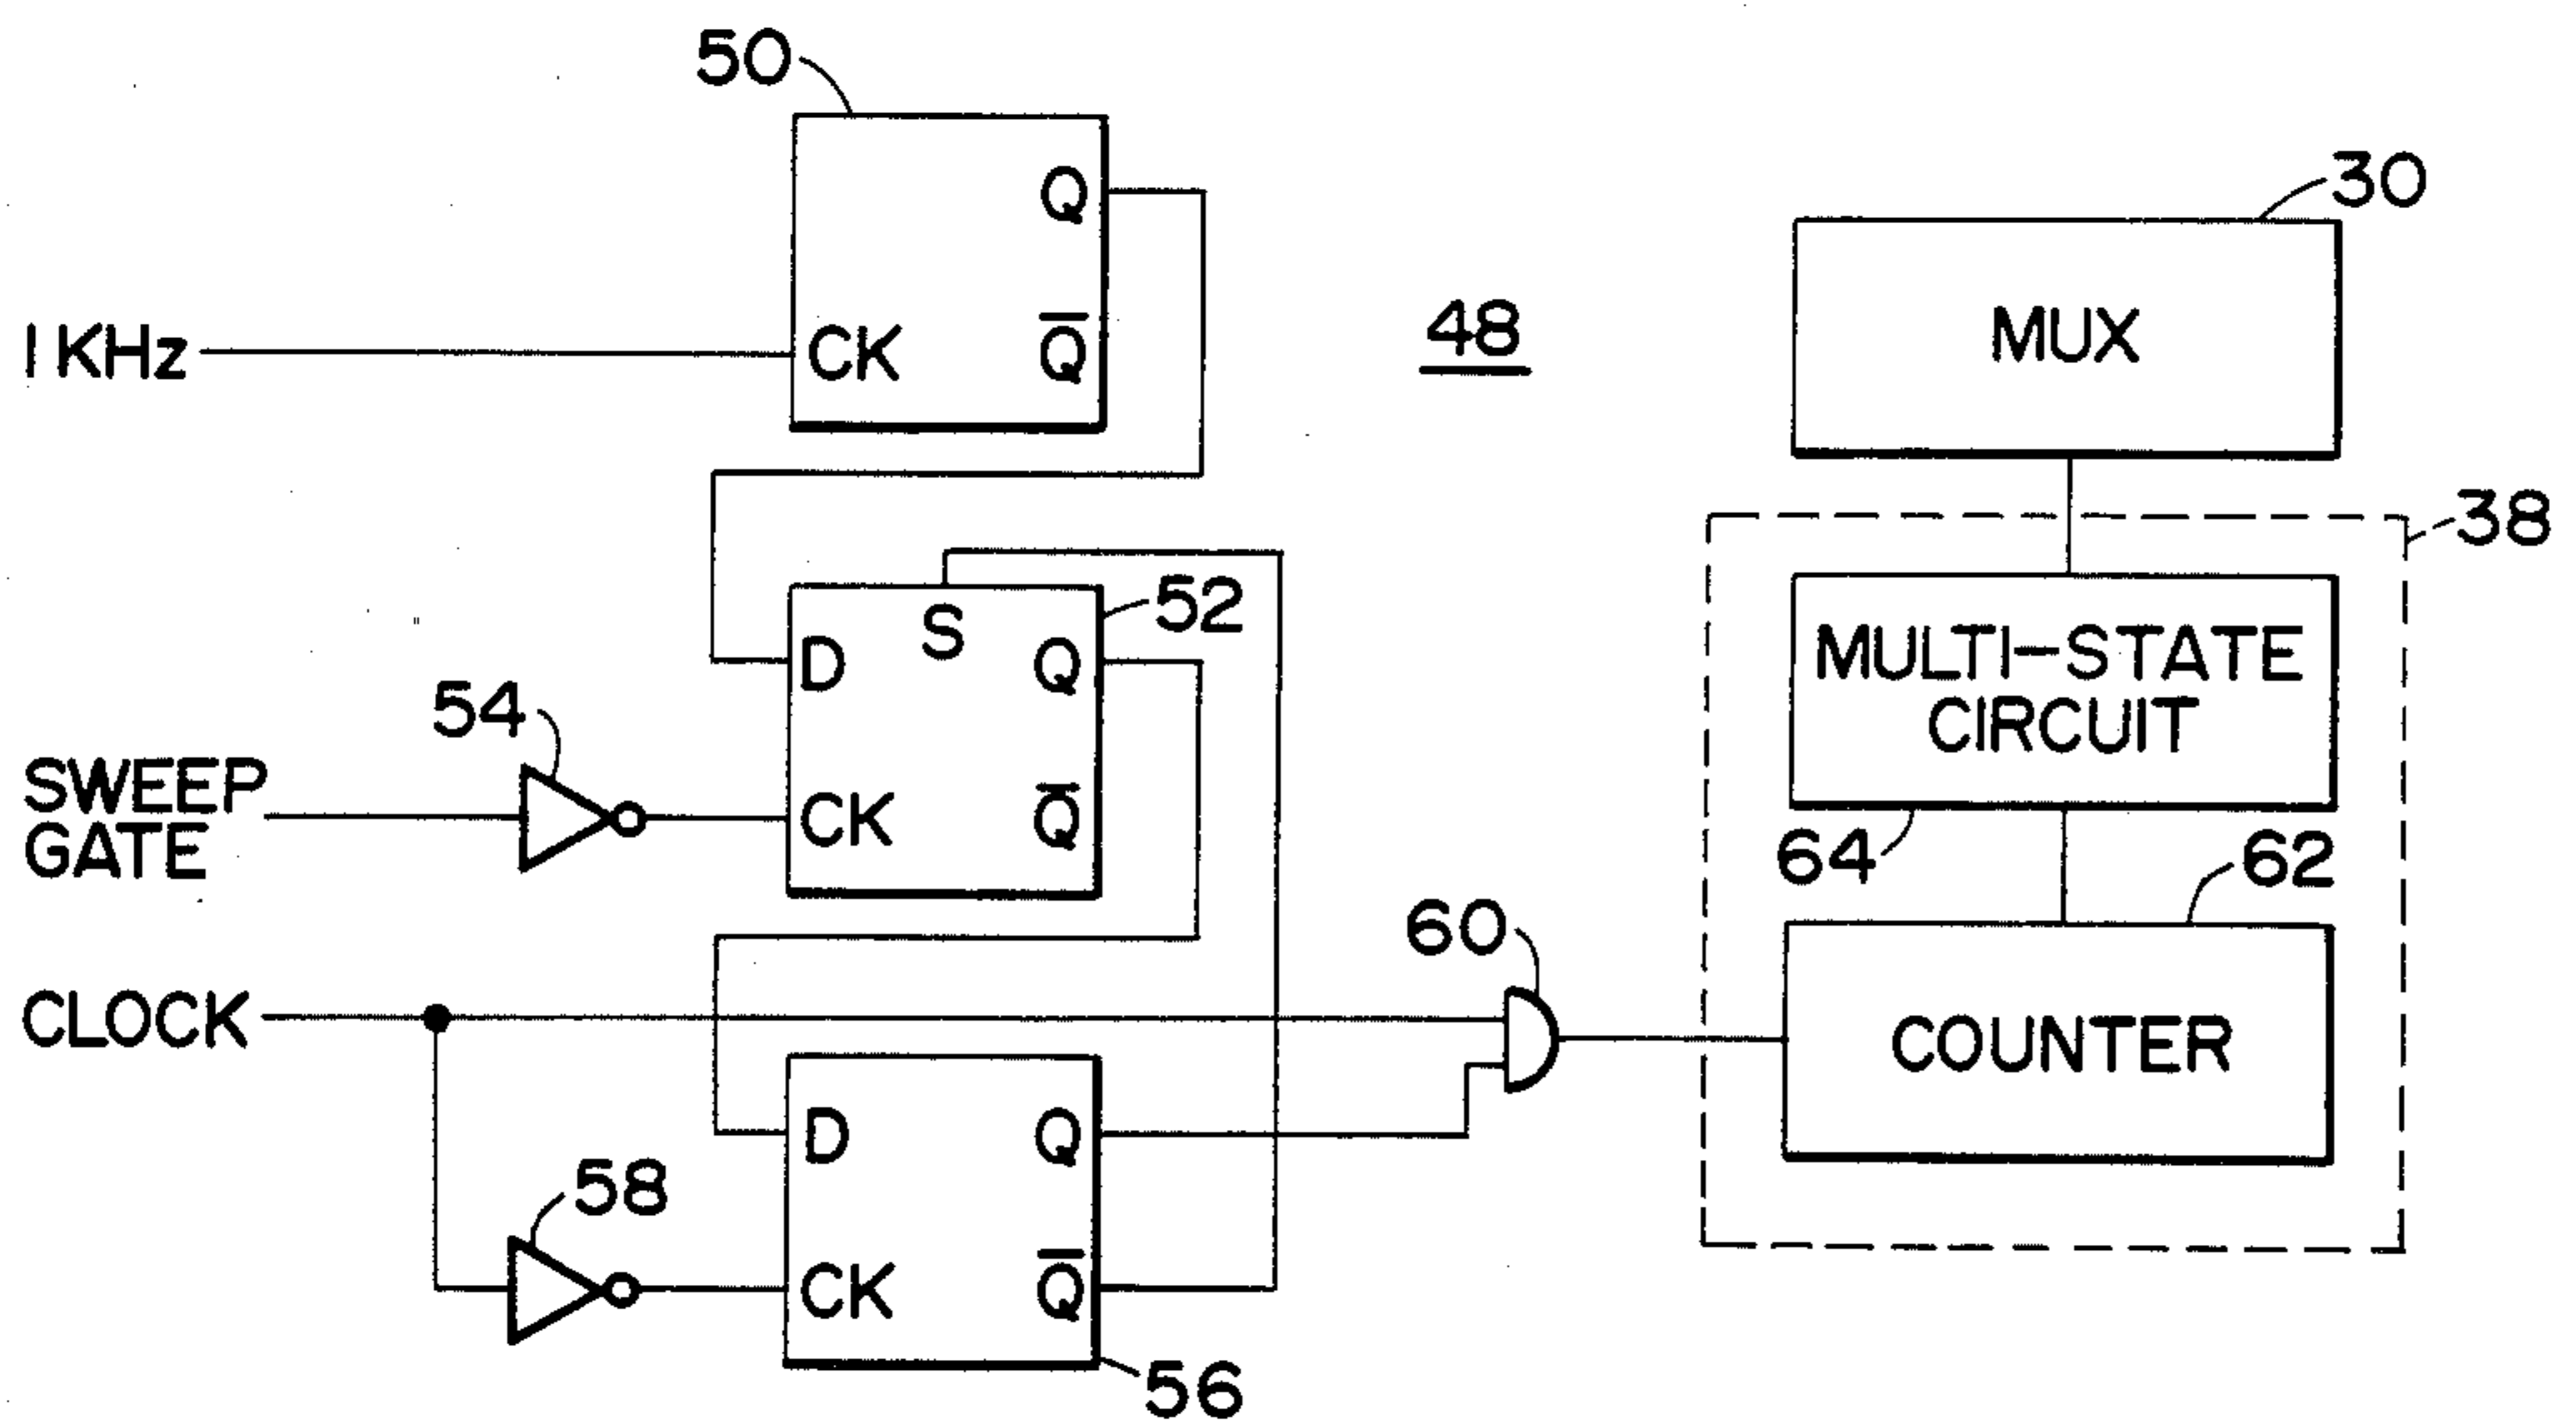 50
Q
1 KHz
CK
Q̅
48
30
MUX
38
52
S
D
Q
54
SWEEP
GATE
CK
Q̅
MULTI-STATE
CIRCUIT
64
62
60
CLOCK
COUNTER
D
Q
58
CK
Q̅
56